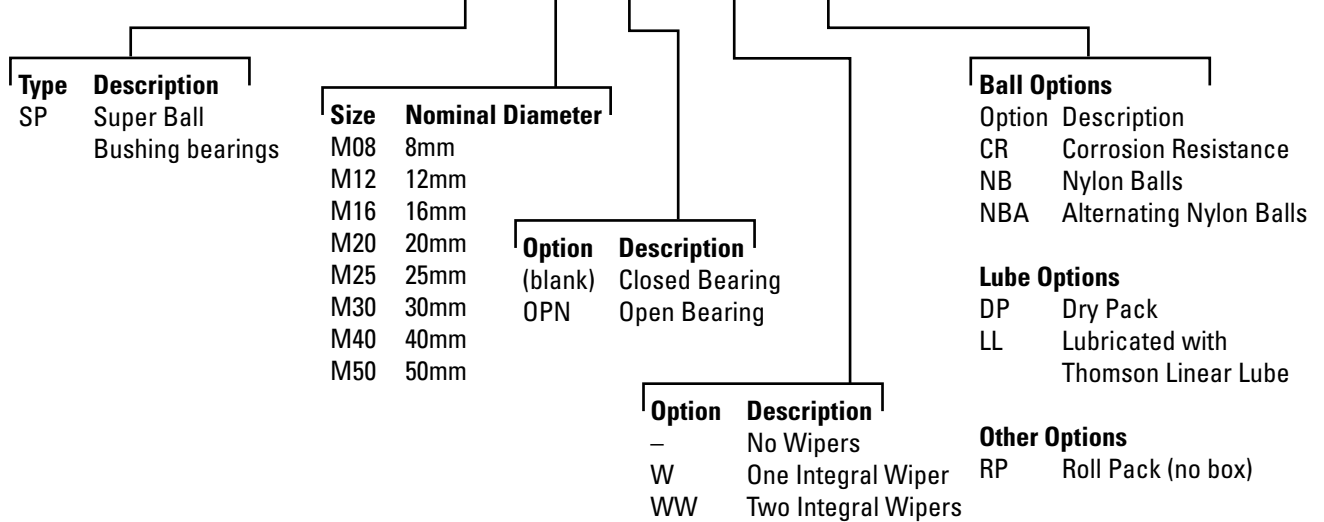 Type Description
SP Super Ball
Bushing bearings
Size Nominal Diameter
M08 8mm
M12 12mm
M16 16mm
M20 20mm
M25 25mm
M30 30mm
M40 40mm
M50 50mm
Option Description
(blank) Closed Bearing
OPN Open Bearing
Option Description
– No Wipers
W One Integral Wiper
WW Two Integral Wipers
Ball Options
Option Description
CR Corrosion Resistance
NB Nylon Balls
NBA Alternating Nylon Balls
Lube Options
DP Dry Pack
LL Lubricated with
Thomson Linear Lube
Other Options
RP Roll Pack (no box)